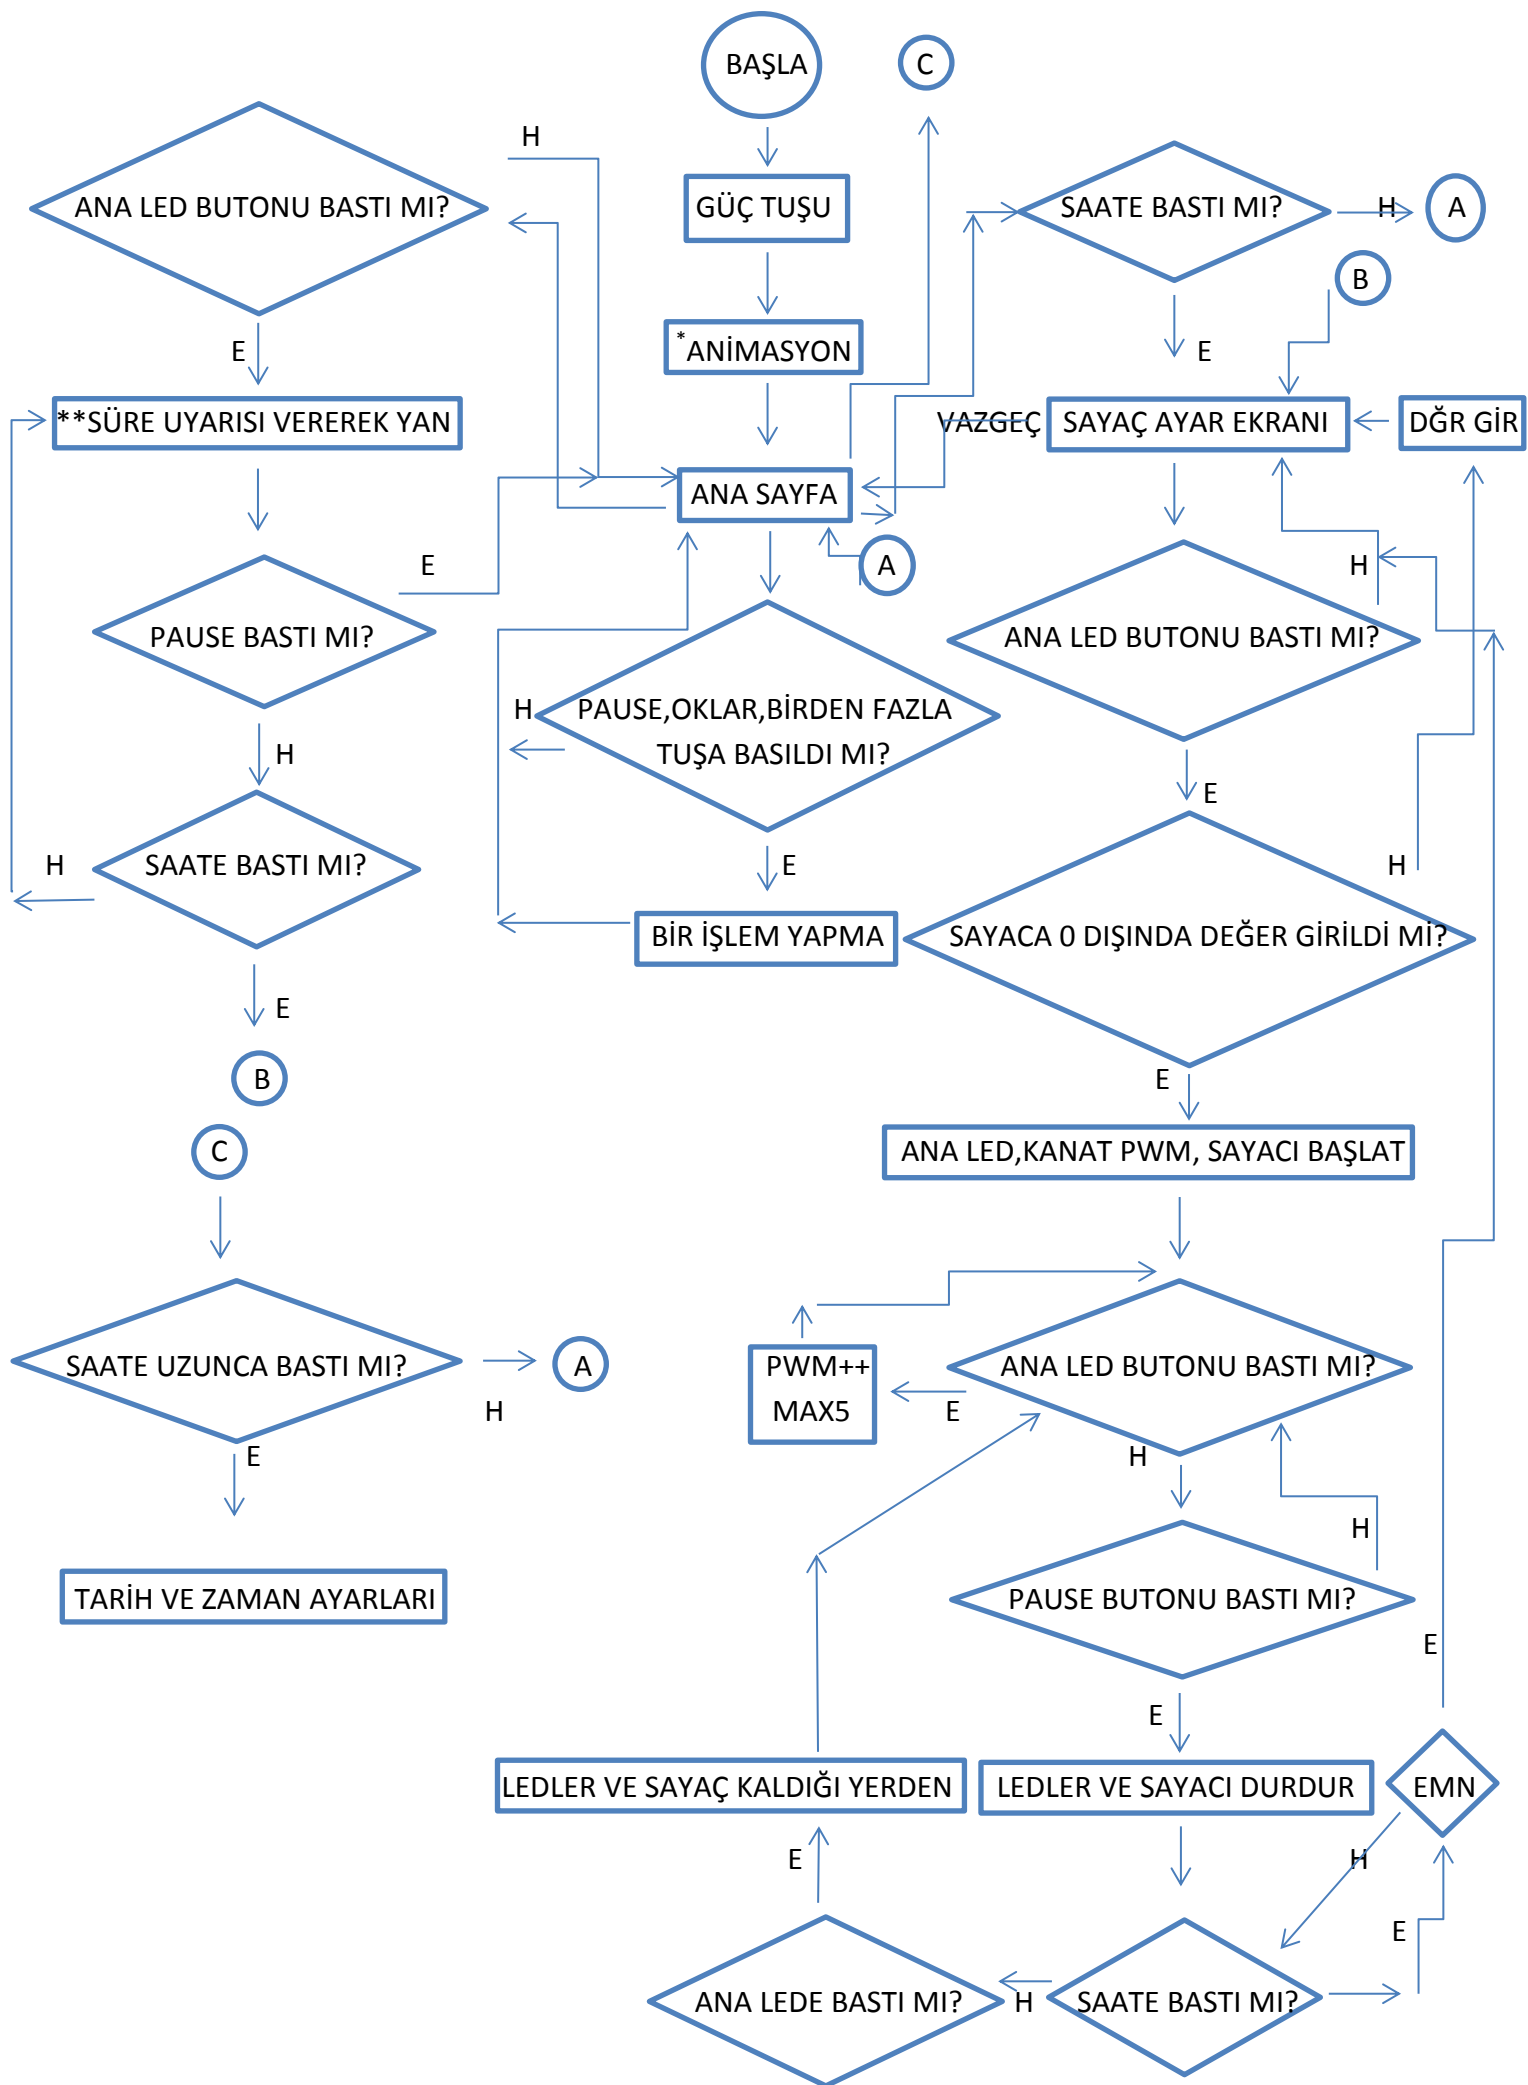 BAŞLA
C
H
ANA LED BUTONU BASTI MI?
GÜÇ TUŞU
SAATE BASTI MI?
H
A
B
E
*ANİMASYON
E
**SÜRE UYARISI VEREREK YAN
VAZGEÇ
SAYAÇ AYAR EKRANI
DĞR GİR
ANA SAYFA
E
A
H
PAUSE BASTI MI?
ANA LED BUTONU BASTI MI?
H
PAUSE,OKLAR,BİRDEN FAZLA
TUŞA BASILDI MI?
H
E
SAATE BASTI MI?
H
E
H
BİR İŞLEM YAPMA
SAYACA 0 DIŞINDA DEĞER GİRİLDİ Mİ?
E
B
E
C
ANA LED,KANAT PWM, SAYACI BAŞLAT
SAATE UZUNCA BASTI MI?
A
H
PWM++
MAX5
E
ANA LED BUTONU BASTI MI?
E
H
H
TARİH VE ZAMAN AYARLARI
PAUSE BUTONU BASTI MI?
E
E
LEDLER VE SAYAÇ KALDIĞI YERDEN
LEDLER VE SAYACI DURDUR
EMN
E
H
E
ANA LEDE BASTI MI?
H
SAATE BASTI MI?